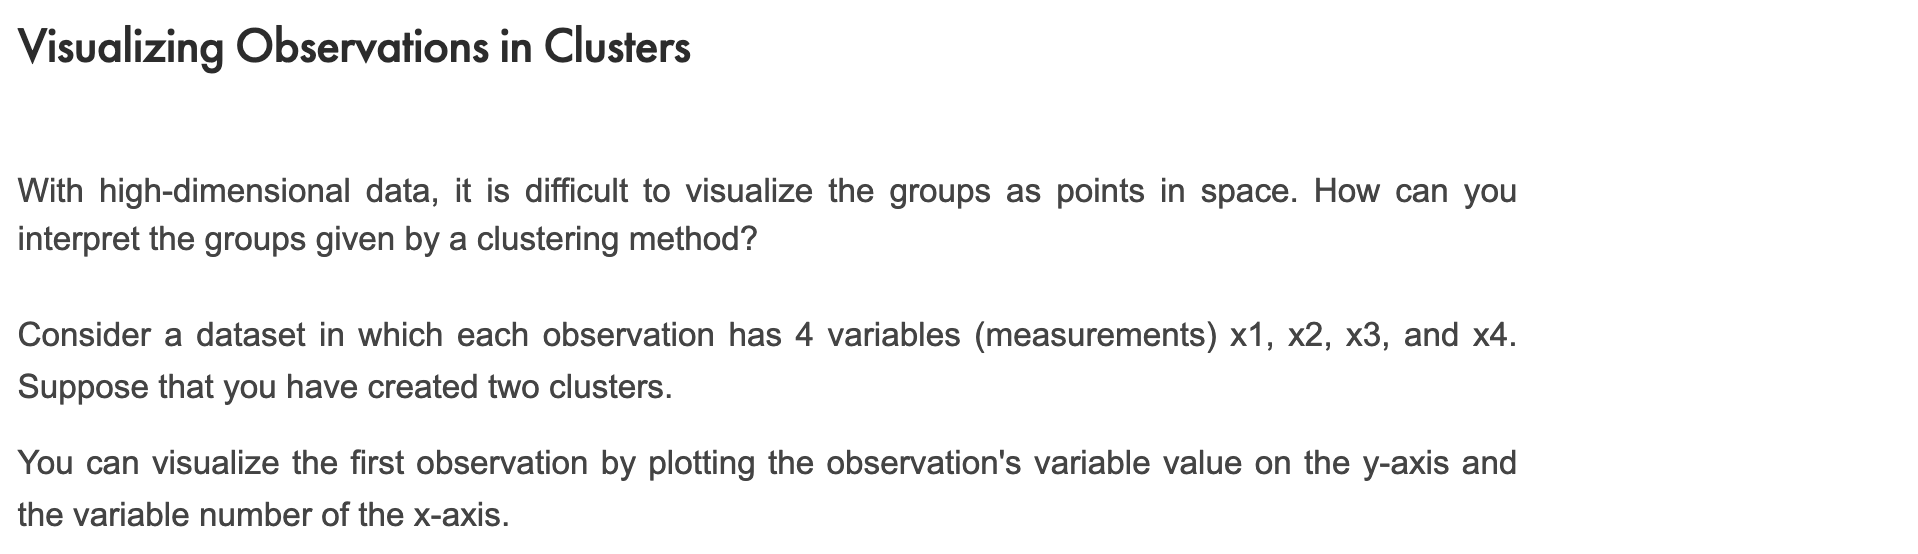 Visualizing Observations in Clusters
With high-dimensional data, it is difficult to visualize the groups as points in space. How can you
interpret the groups given by a clustering method?
Consider a dataset in which each observation has 4 variables (measurements) x1, x2, x3, and x4.
Suppose that you have created two clusters.
You can visualize the first observation by plotting the observation's variable value on the y-axis and
the variable number of the x-axis.